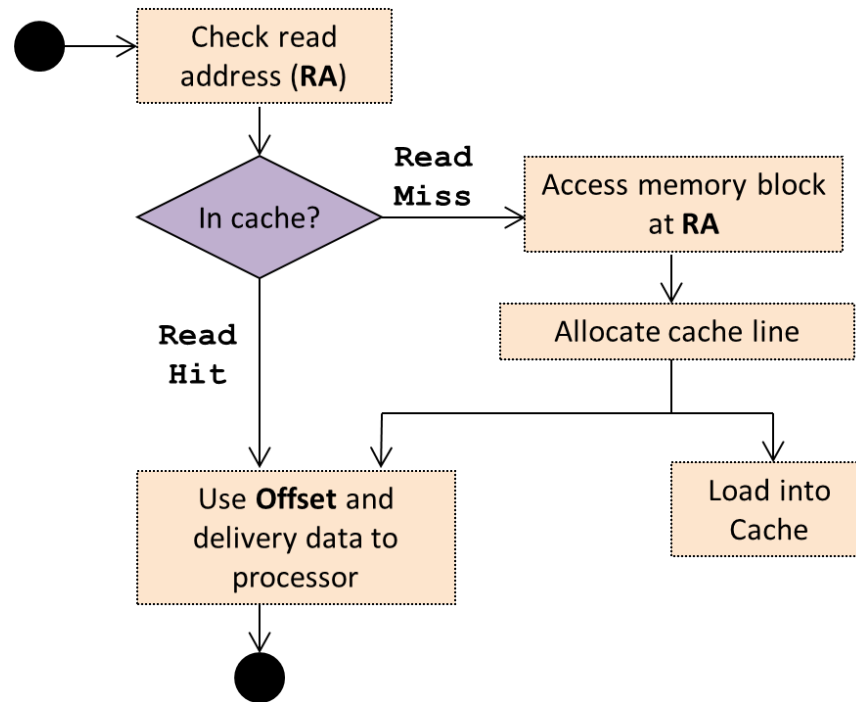 Check read
address (RA)
In cache?
Read
Miss
Access memory block
at RA
Allocate cache line
Read
Hit
Use Offset and
delivery data to
processor
Load into
Cache